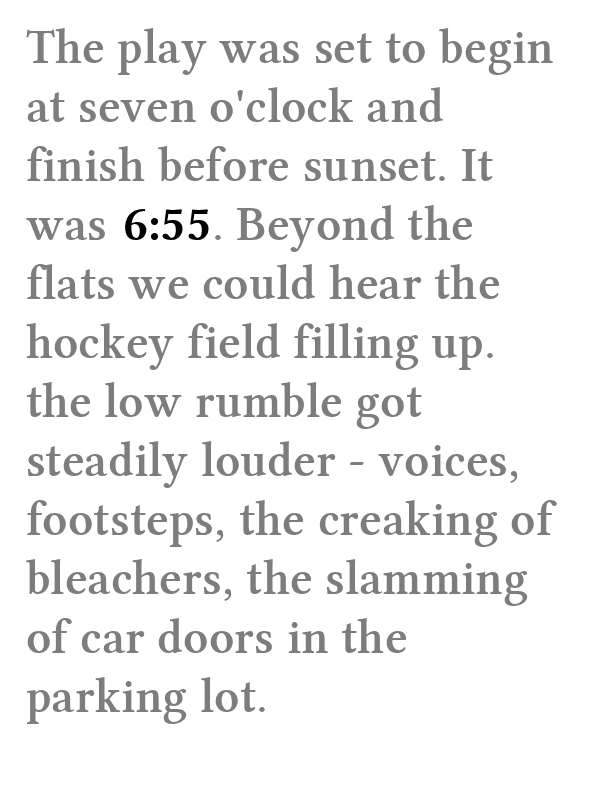 The play was set to begin
at seven o'clock and
finish before sunset. It
was 6:55. Beyond the
flats we could hear the
hockey field filling up.
the low rumble got
steadily louder - voices,
footsteps, the creaking of
bleachers, the slamming
of car doors in the
parking lot.